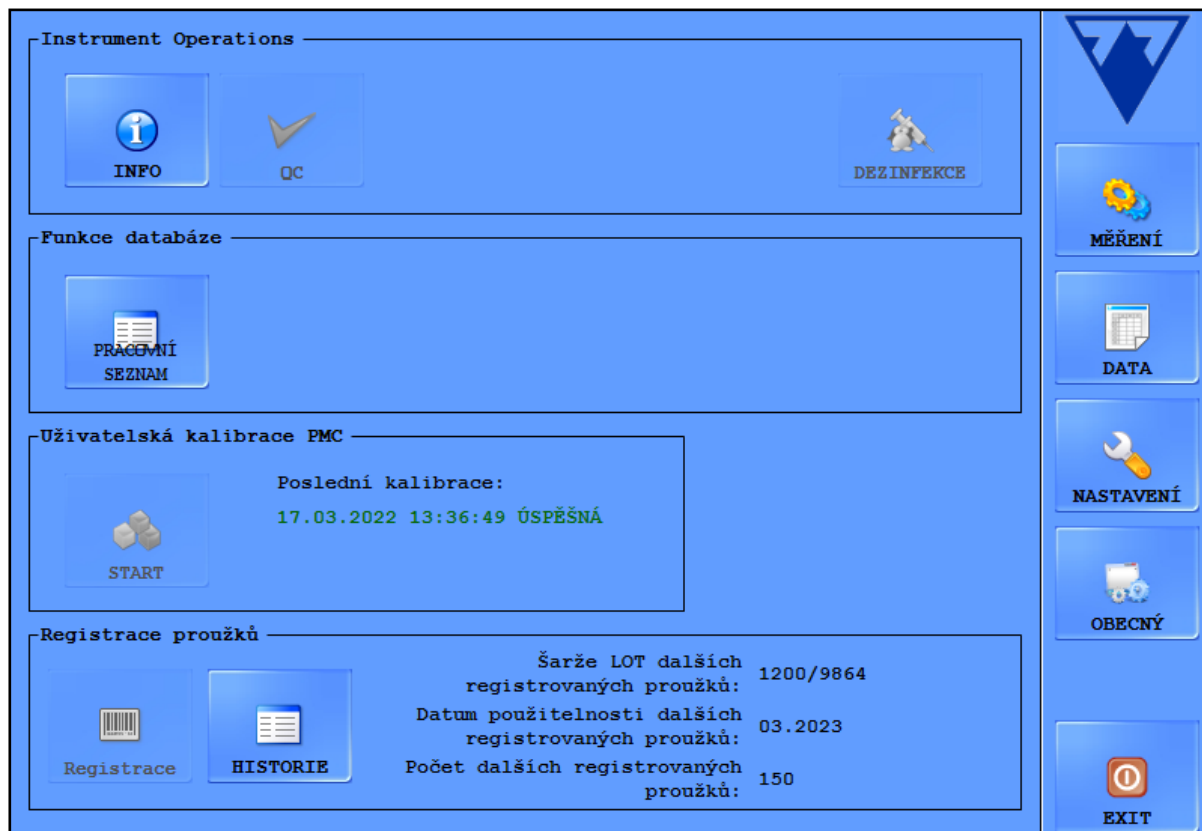 Instrument Operations
INFO
QC
DEZINFEKCE
Funkce databáze
PRACOVNÍ
SEZNAM
Uživatelská kalibrace PMC
START
Poslední kalibrace:
17.03.2022 13:36:49 ÚSPĚŠNÁ
Registrace proužků
Registrace
HISTORIE
Šarže LOT dalších
registrovaných proužků: 1200/9864
Datum použitelnosti dalších
registrovaných proužků: 03.2023
Počet dalších registrovaných
proužků: 150
MĚŘENÍ
DATA
NASTAVENÍ
OBECNÝ
EXIT